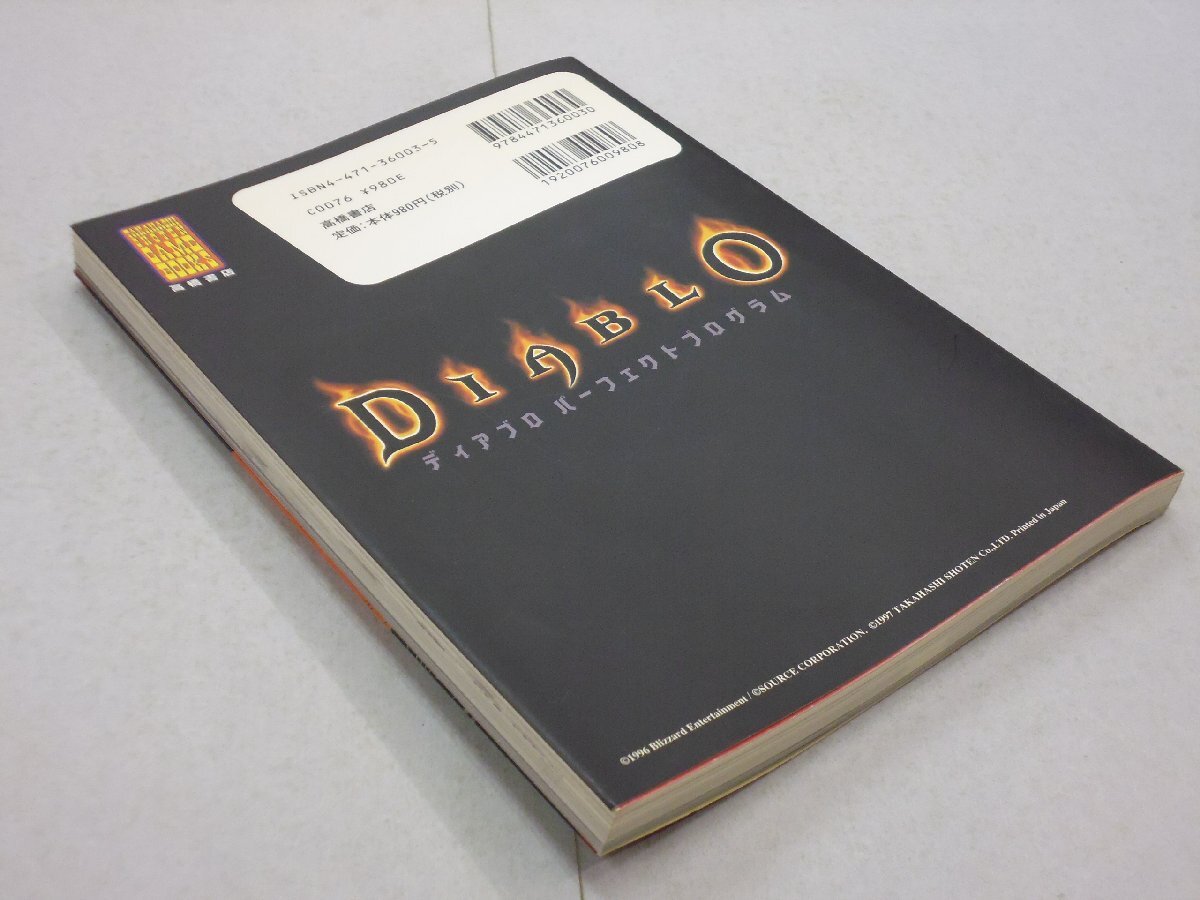 ISBN4-471-36003-5
C0076 ¥980E
高橋書店
定価:本体980円(税別)
9784471360030
1920076009808
高橋書店
DIABLO
ディアブロ パーフェクトプログラム
©1996 Blizzard Entertainment / ©SOURCE CORPORATION. ©1997 TAKAHASHI SHOTEN Co.,LTD. Printed in Japan